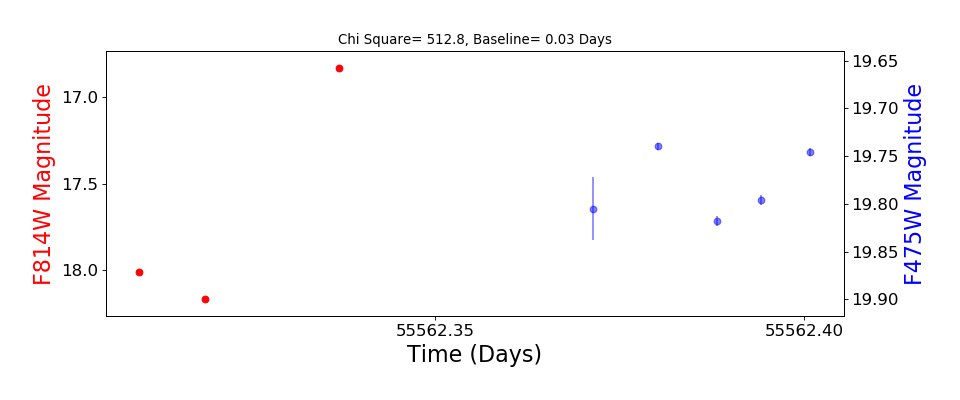 Chi Square= 512.8, Baseline= 0.03 Days
F814W Magnitude
17.0
17.5
18.0
19.65
19.70
19.75
19.80
19.85
19.90
F475W Magnitude
55562.35
55562.40
Time (Days)